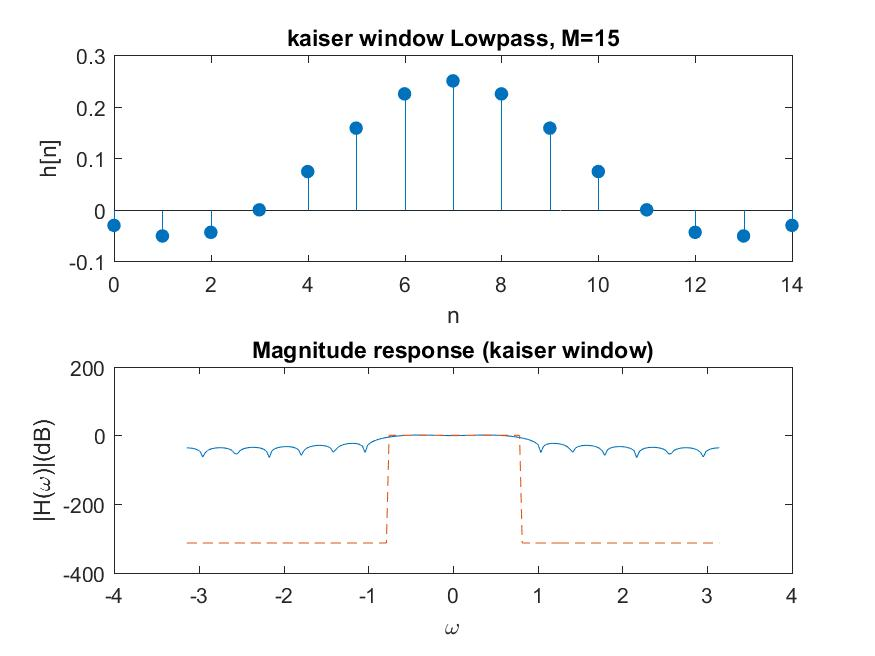 kaiser window Lowpass, M=15
0.3
0.2
0.1
0
-0.1
h[n]
0 2 4 6 8 10 12 14
n
Magnitude response (kaiser window)
200
0
-200
-400
|H(ω)|(dB)
-4 -3 -2 -1 0 1 2 3 4
ω